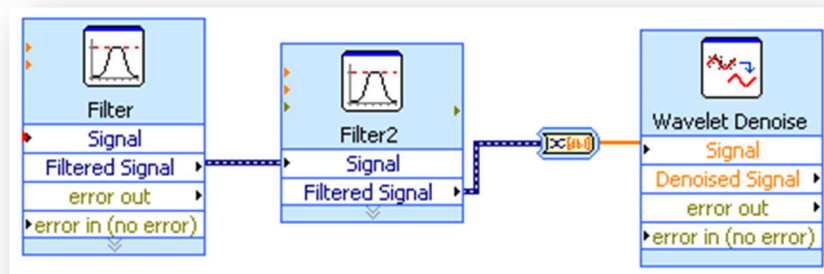 Filter
Signal
Filtered Signal
error out
error in (no error)
Filter2
Signal
Filtered Signal
Wavelet Denoise
Signal
Denoised Signal
error out
error in (no error)